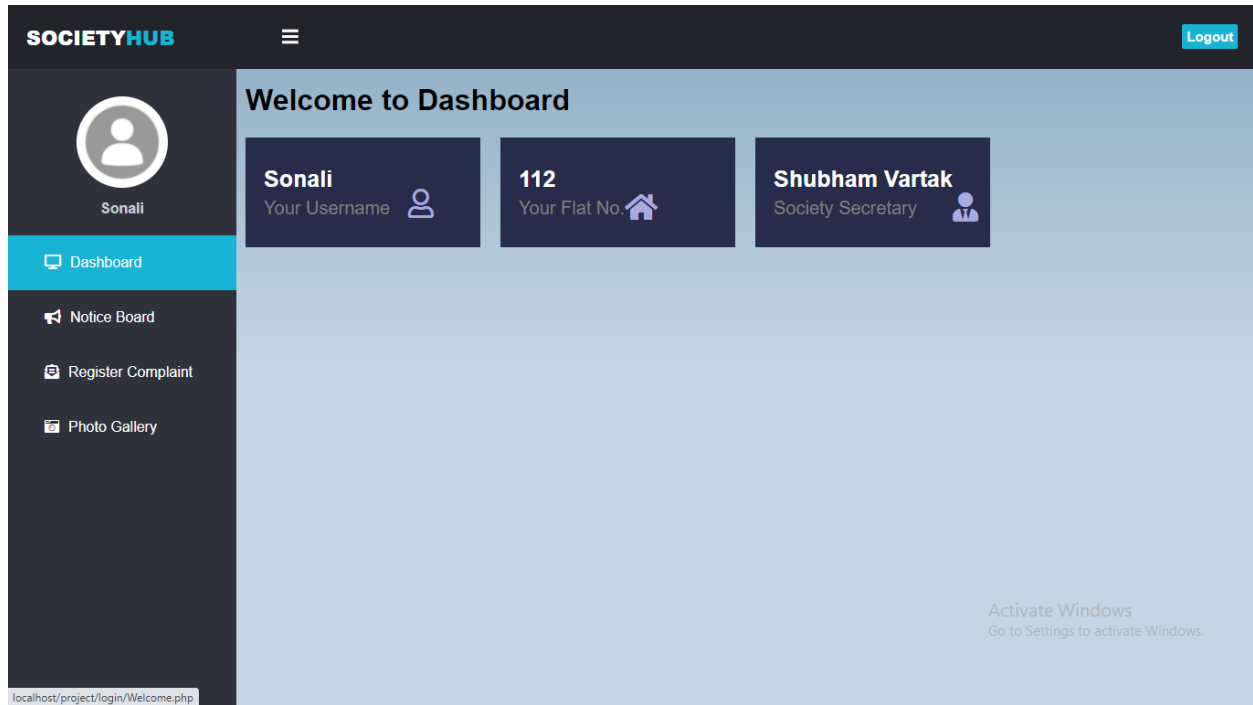 SOCIETYHUB
Logout
Sonali
Dashboard
Notice Board
Register Complaint
Photo Gallery
Welcome to Dashboard
Sonali
Your Username
112
Your Flat No.
Shubham Vartak
Society Secretary
Activate Windows
Go to Settings to activate Windows.
localhost/project/login/Welcome.php